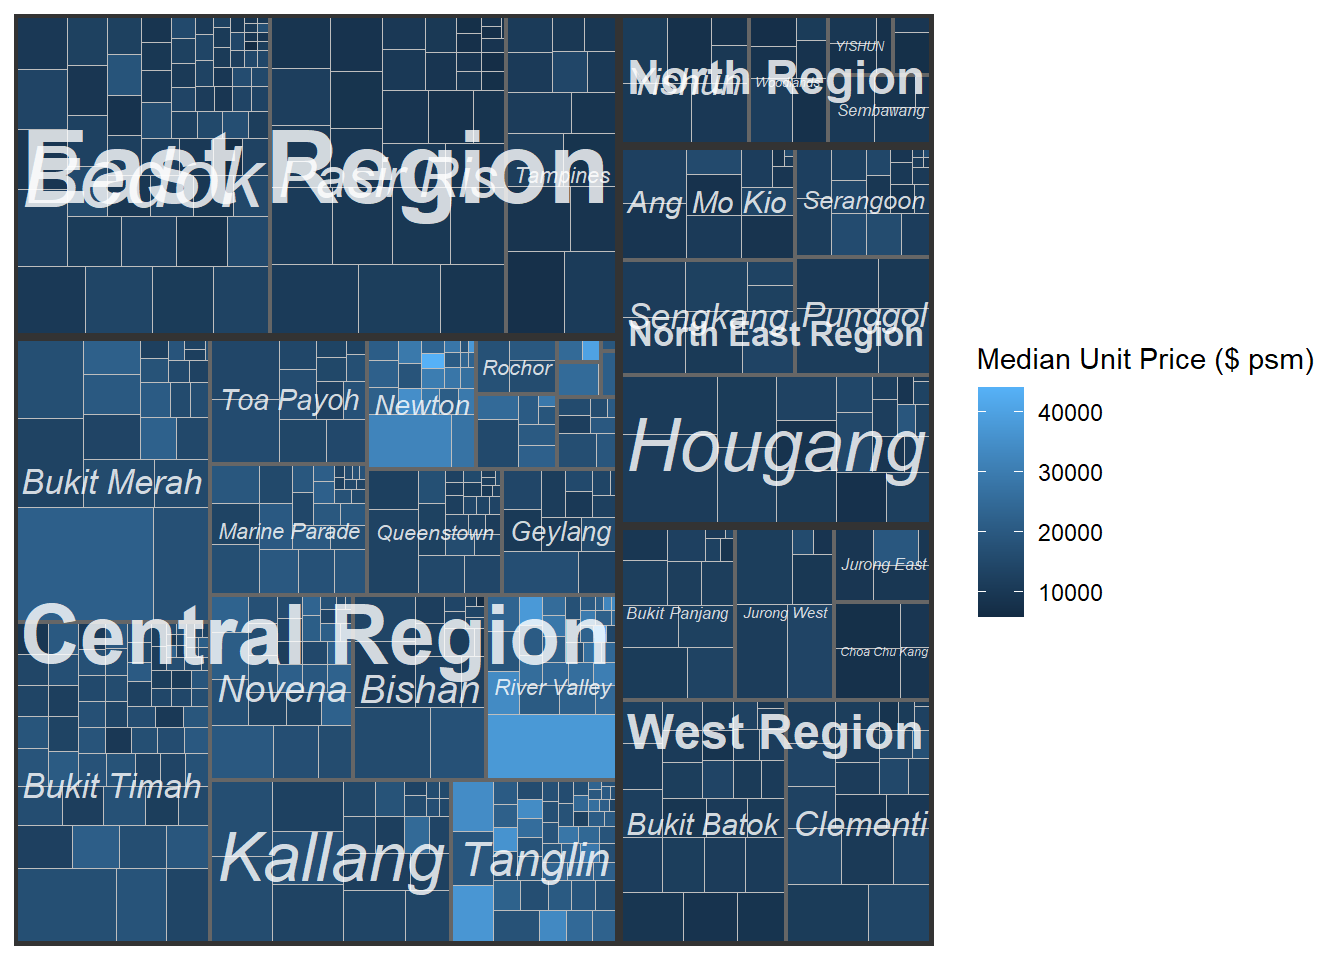 East Region
Bedok
Pasir Ris
Tampines
North Region
Yishun
Woodlands
YISHUN
Sembawang
Ang Mo Kio
Serangoon
Sengkang
Punggol
North East Region
Hougang
Bukit Merah
Toa Payoh
Newton
Rochor
Marine Parade
Queenstown
Geylang
Central Region
Novena
Bishan
River Valley
Bukit Timah
Kallang
Tanglin
Bukit Panjang
Jurong West
Jurong East
Choa Chu Kang
West Region
Bukit Batok
Clementi
Median Unit Price ($ psm)
40000
30000
20000
10000